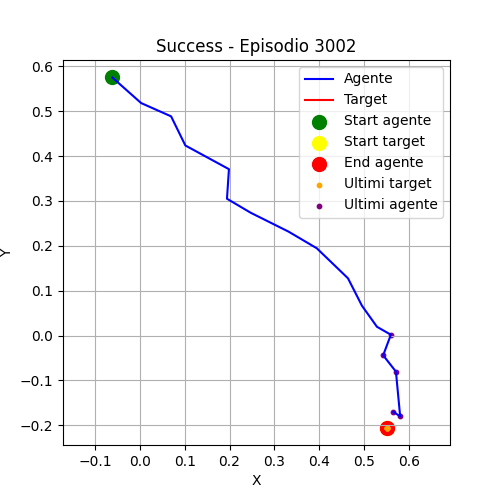 Success - Episodio 3002
0.6
0.5
0.4
0.3
0.2
0.1
0.0
−0.1
−0.2
Y
Agente
Target
Start agente
Start target
End agente
Ultimi target
Ultimi agente
−0.1 0.0 0.1 0.2 0.3 0.4 0.5 0.6
X